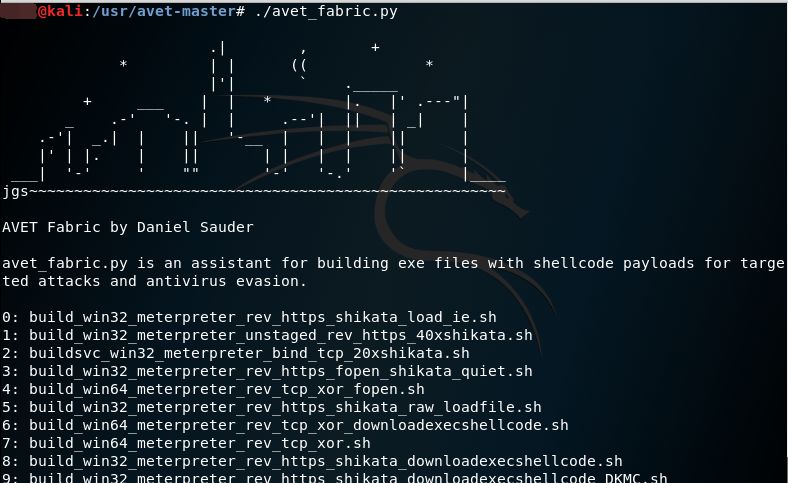 @kali:/usr/avet-master# ./avet_fabric.py
jgs~~~~~~~~~~~~~~~~~~~~~~~~~~~~~~~~~~~~~~~~~~~~~~~~~~~~~
AVET Fabric by Daniel Sauder
avet_fabric.py is an assistant for building exe files with shellcode payloads for targe
ted attacks and antivirus evasion.
0: build_win32_meterpreter_rev_https_shikata_load_ie.sh
1: build_win32_meterpreter_unstaged_rev_https_40xshikata.sh
2: buildsvc_win32_meterpreter_bind_tcp_20xshikata.sh
3: build_win32_meterpreter_rev_https_fopen_shikata_quiet.sh
4: build_win64_meterpreter_rev_tcp_xor_fopen.sh
5: build_win32_meterpreter_rev_https_shikata_raw_loadfile.sh
6: build_win64_meterpreter_rev_tcp_xor_downloadexecshellcode.sh
7: build_win64_meterpreter_rev_tcp_xor.sh
8: build_win32_meterpreter_rev_https_shikata_downloadexecshellcode.sh
9: build_win32_meterpreter_rev_https_shikata_downloadexecshellcode_DKMC.sh